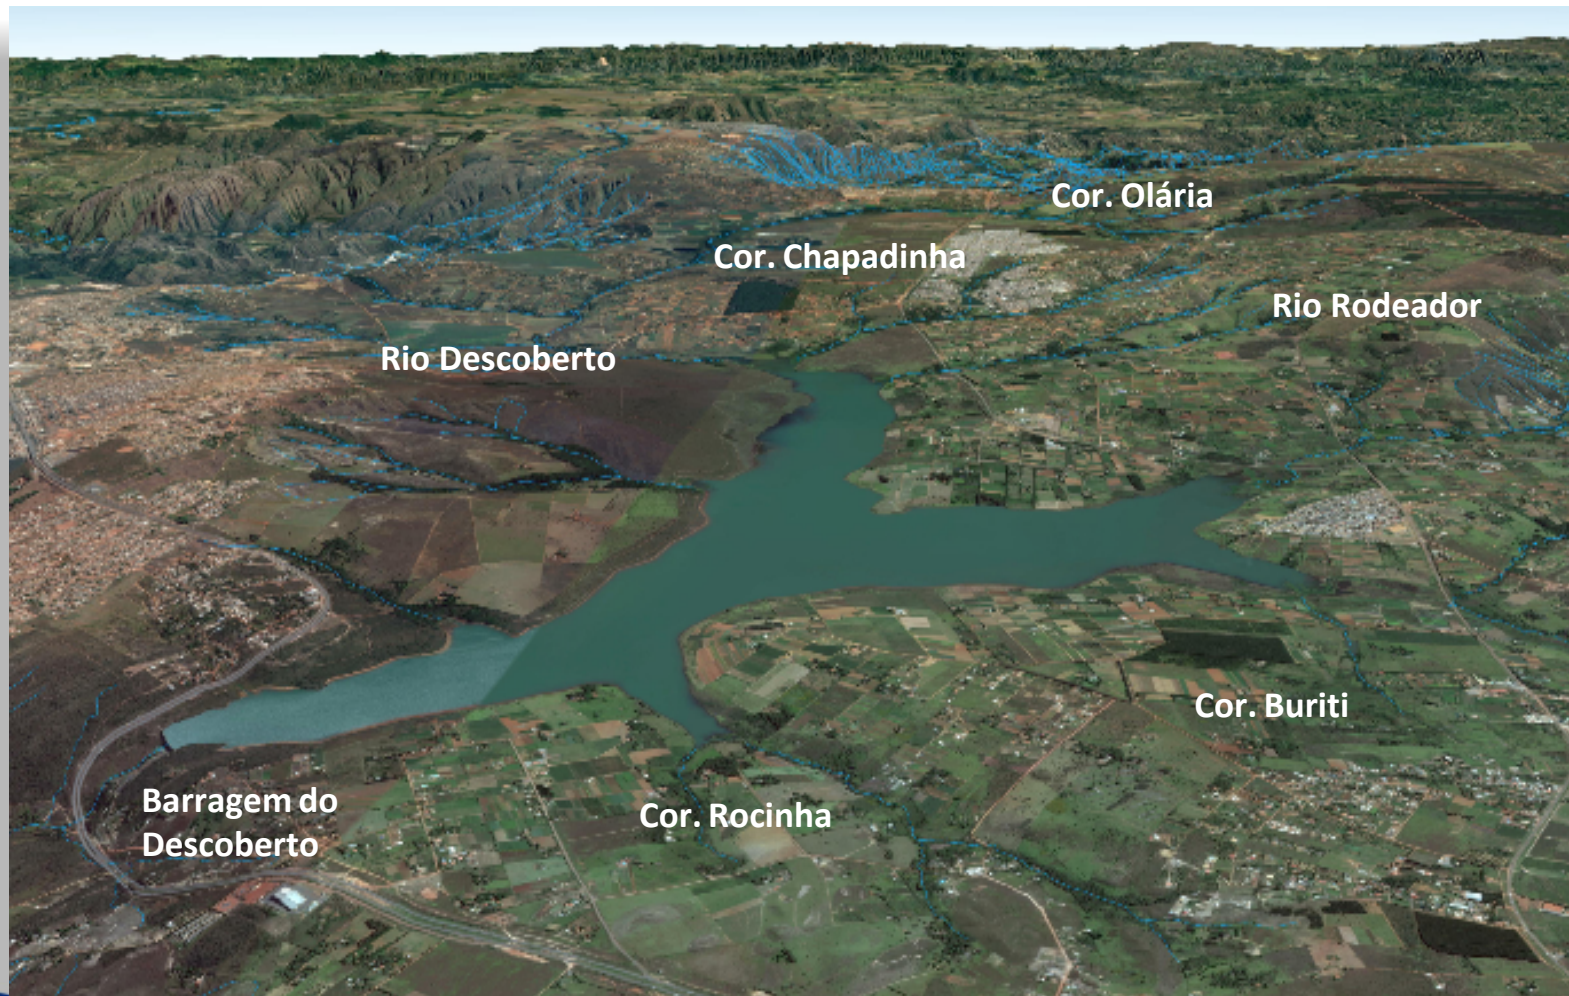 Cor. Olária
Cor. Chapadinha
Rio Rodeador
Rio Descoberto
Cor. Buriti
Barragem do
Descoberto
Cor. Rocinha